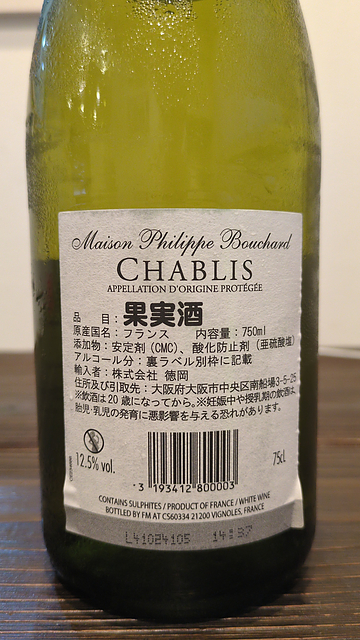 Maison Philippe Bouchard
CHABLIS
APPELLATION D'ORIGINE PROTÉGÉE
品 目：果実酒
原産国名：フランス 内容量：750ml
添加物：安定剤（CMC）、酸化防止剤（亜硫酸塩）
アルコール分：裏ラベル別枠に記載
輸入者：株式会社 徳岡
住所及び引取先：大阪府大阪市中央区南船場3-5-25
※飲酒は20歳になってから。※妊娠中や授乳期の飲酒は、
胎児・乳児の発育に悪影響を与える恐れがあります。
12.5% vol.
75cL
3 193412 800003
CONTAINS SULPHITES / PRODUCT OF FRANCE / WHITE WINE
BOTTLED BY FM AT CS60334 21200 VIGNOLES, FRANCE
L41024105 14:37